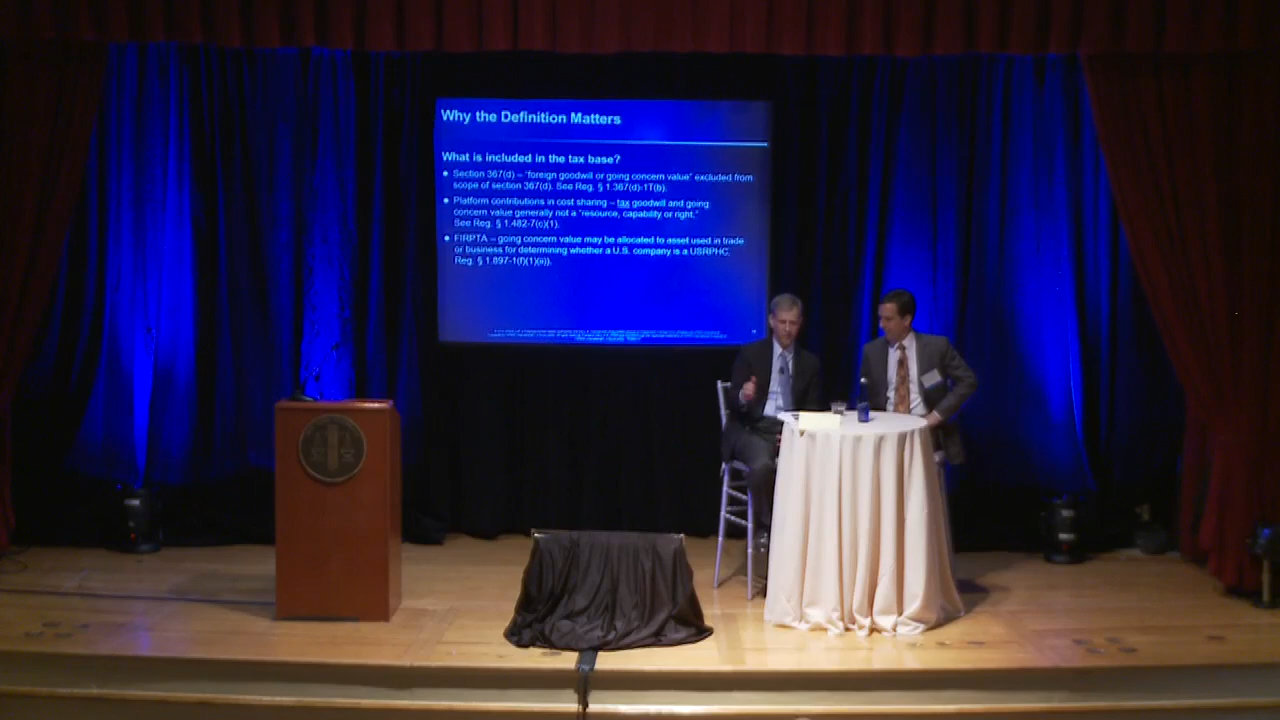 Why the Definition Matters
What is included in the tax base?
• Section 367(d) – "foreign goodwill or going concern value" excluded from
scope of section 367(d). See Reg. § 1.367(d)-1T(b).
• Platform contributions in cost sharing – tax goodwill and going
concern value generally not a "resource, capability or right."
See Reg. § 1.482-7(c)(1).
• FIRPTA – going concern value may be allocated to asset used in trade
or business for determining whether a U.S. company is a USRPHC.
Reg. § 1.897-1(f)(1)(ii)).